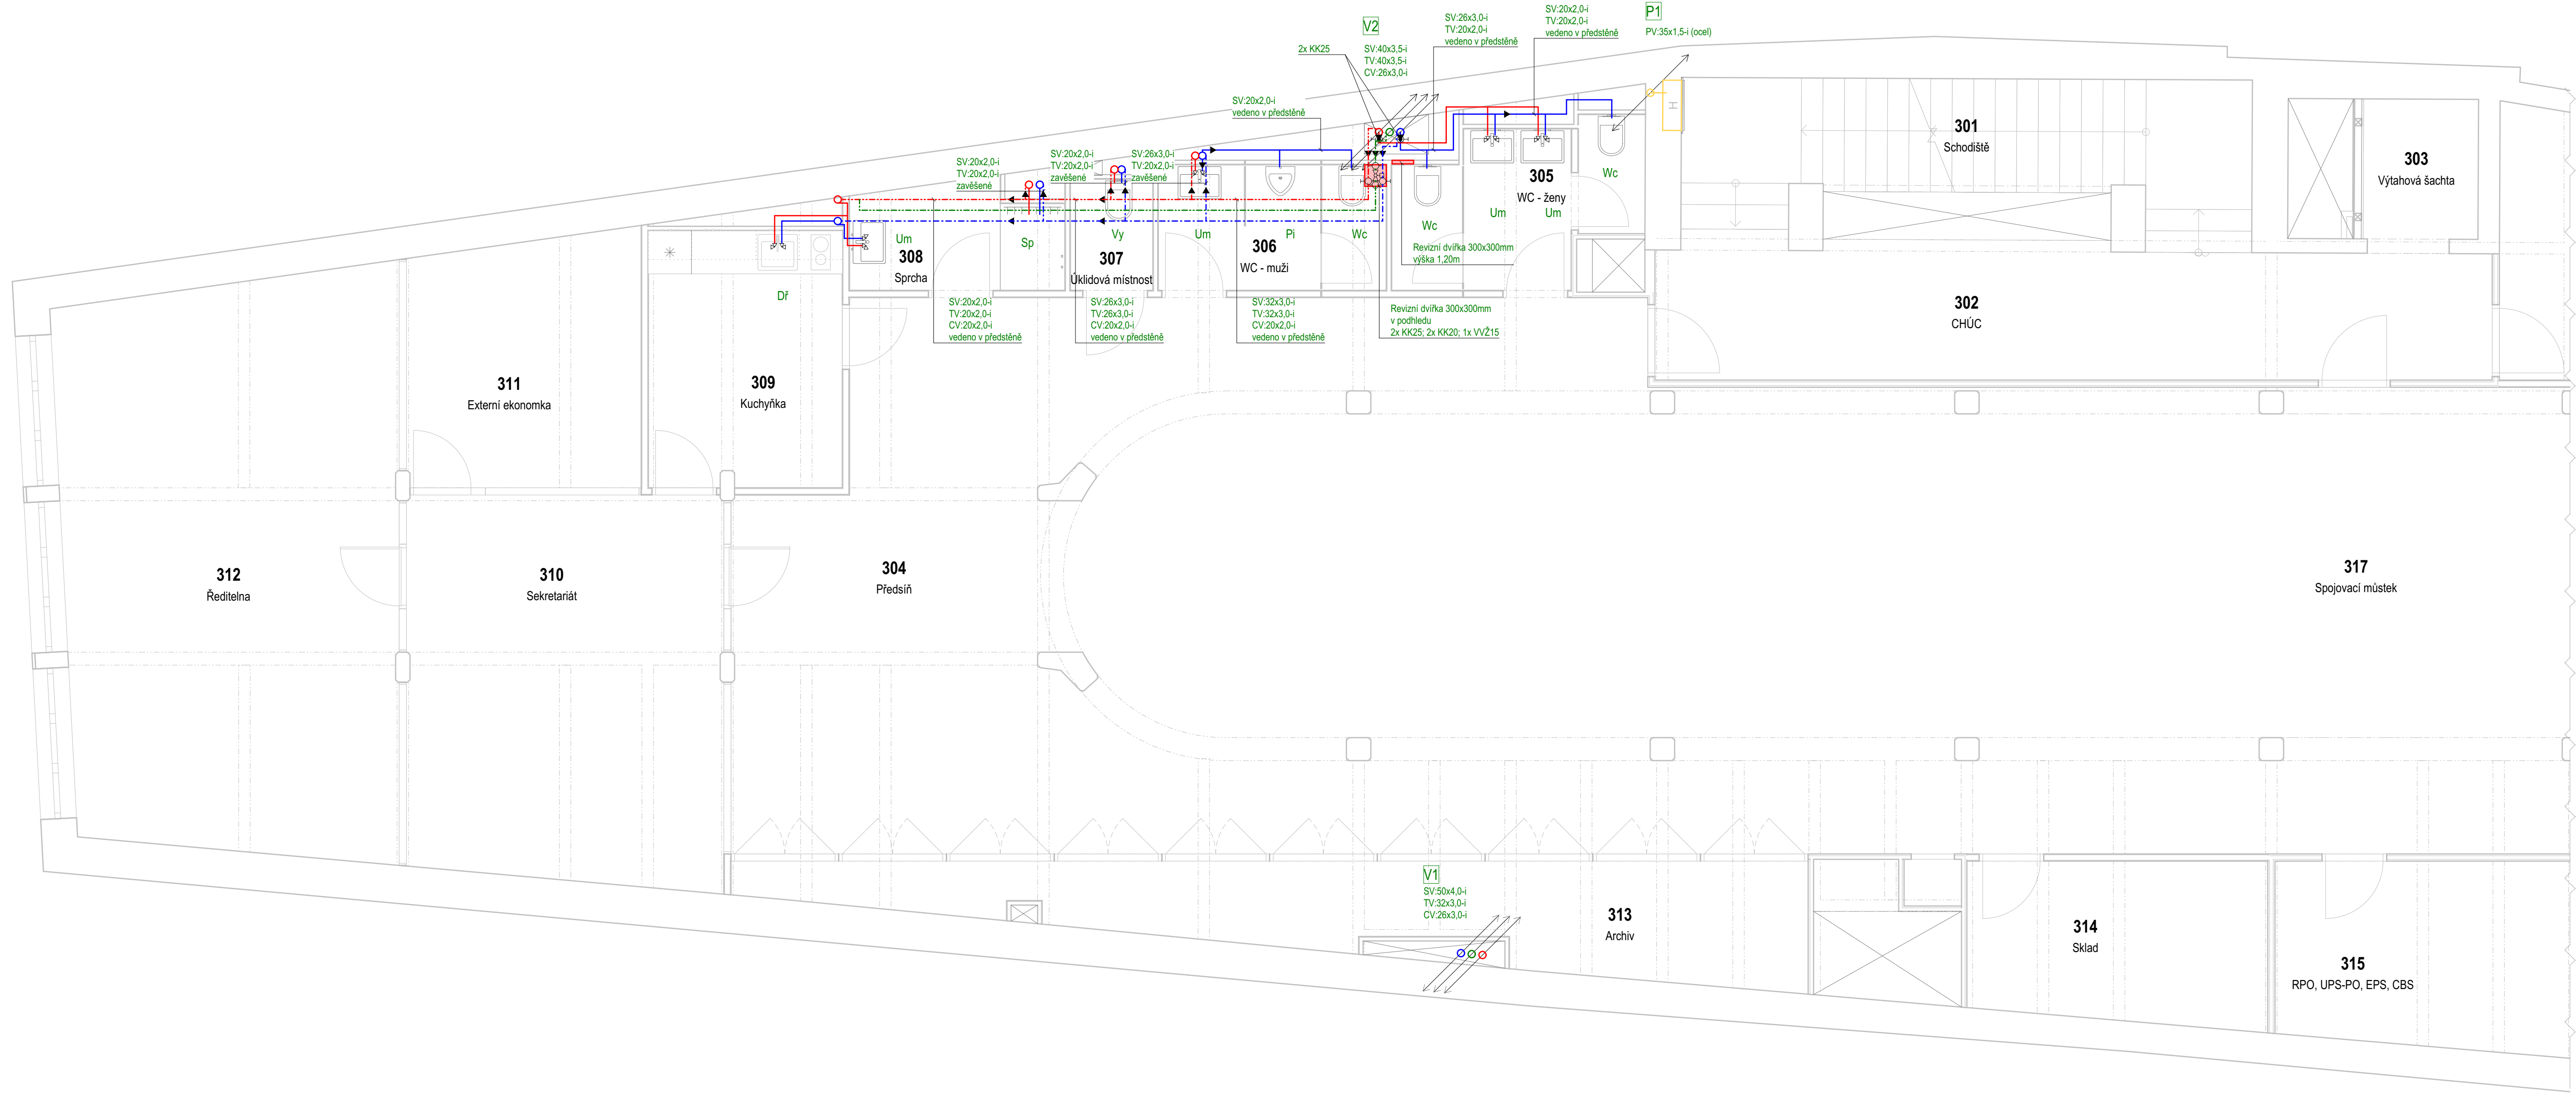 V2
SV:40x3,5-i
TV:40x3,5-i
CV:26x3,0-i
2x KK25
SV:26x3,0-i
TV:20x2,0-i
vedeno v předstěně
SV:20x2,0-i
TV:20x2,0-i
vedeno v předstěně
P1
PV:35x1,5-i (ocel)
SV:20x2,0-i
vedeno v předstěně
SV:20x2,0-i
TV:20x2,0-i
zavěšené
SV:20x2,0-i
TV:20x2,0-i
zavěšené
SV:26x3,0-i
TV:20x2,0-i
zavěšené
H
301
Schodiště
303
Výtahová šachta
305
WC - ženy
Wc
Um
Um
Wc
Wc
Pi
Um
Vy
Sp
Um
308
Sprcha
307
Úklidová místnost
306
WC - muži
Revizní dvířka 300x300mm
výška 1,20m
Dř
SV:20x2,0-i
TV:20x2,0-i
CV:20x2,0-i
vedeno v předstěně
SV:26x3,0-i
TV:26x3,0-i
CV:20x2,0-i
vedeno v předstěně
SV:32x3,0-i
TV:32x3,0-i
CV:20x2,0-i
vedeno v předstěně
Revizní dvířka 300x300mm
v podhledu
2x KK25; 2x KK20; 1x VVŽ15
302
CHÚC
311
Externí ekonomka
309
Kuchyňka
312
Ředitelna
310
Sekretariát
304
Předsíň
317
Spojovací můstek
V1
SV:50x4,0-i
TV:32x3,0-i
CV:26x3,0-i
313
Archiv
314
Sklad
315
RPO, UPS-PO, EPS, CBS